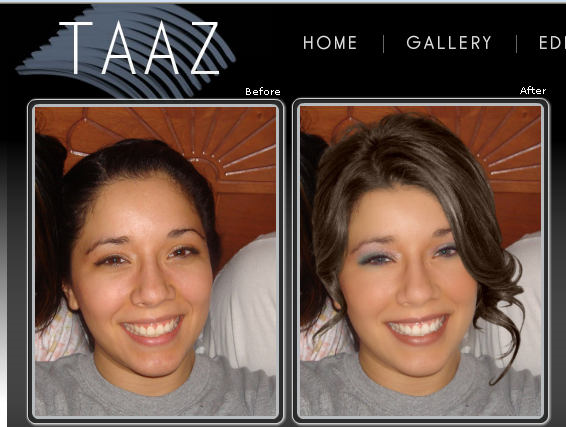 TAAZ
HOME | GALLERY |
Before
After